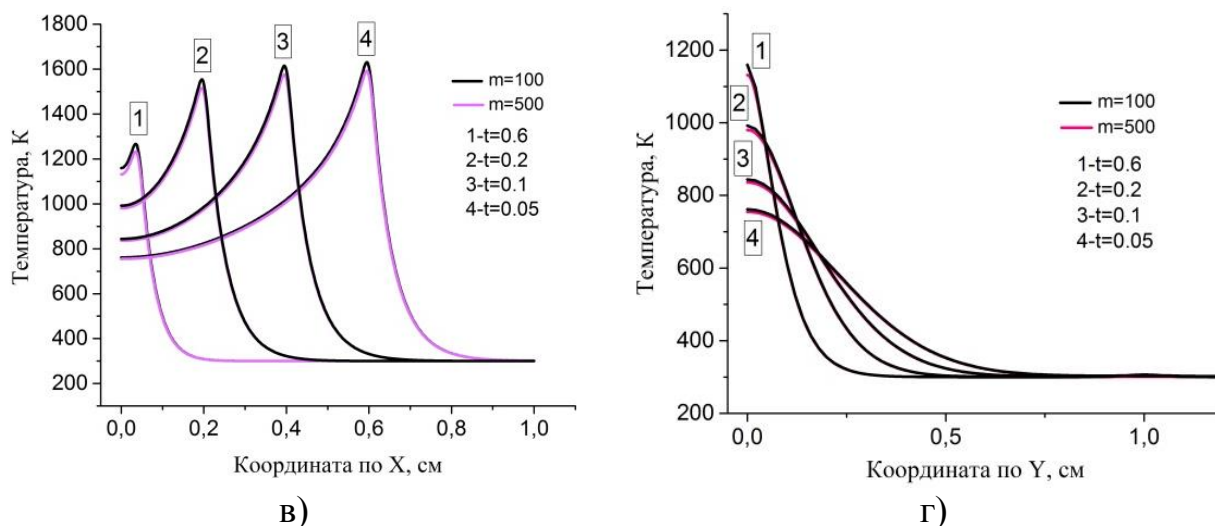 1800
1600
1400
1200
1000
800
600
400
200
Температура, К
1
2
3
4
m=100
m=500
1-t=0.6
2-t=0.2
3-t=0.1
4-t=0.05
0,0 0,2 0,4 0,6 0,8 1,0
Координата по X, см
в)
1200
1000
800
600
400
200
Температура, К
1
2
3
4
m=100
m=500
1-t=0.6
2-t=0.2
3-t=0.1
4-t=0.05
0,0 0,5 1,0
Координата по Y, см
г)